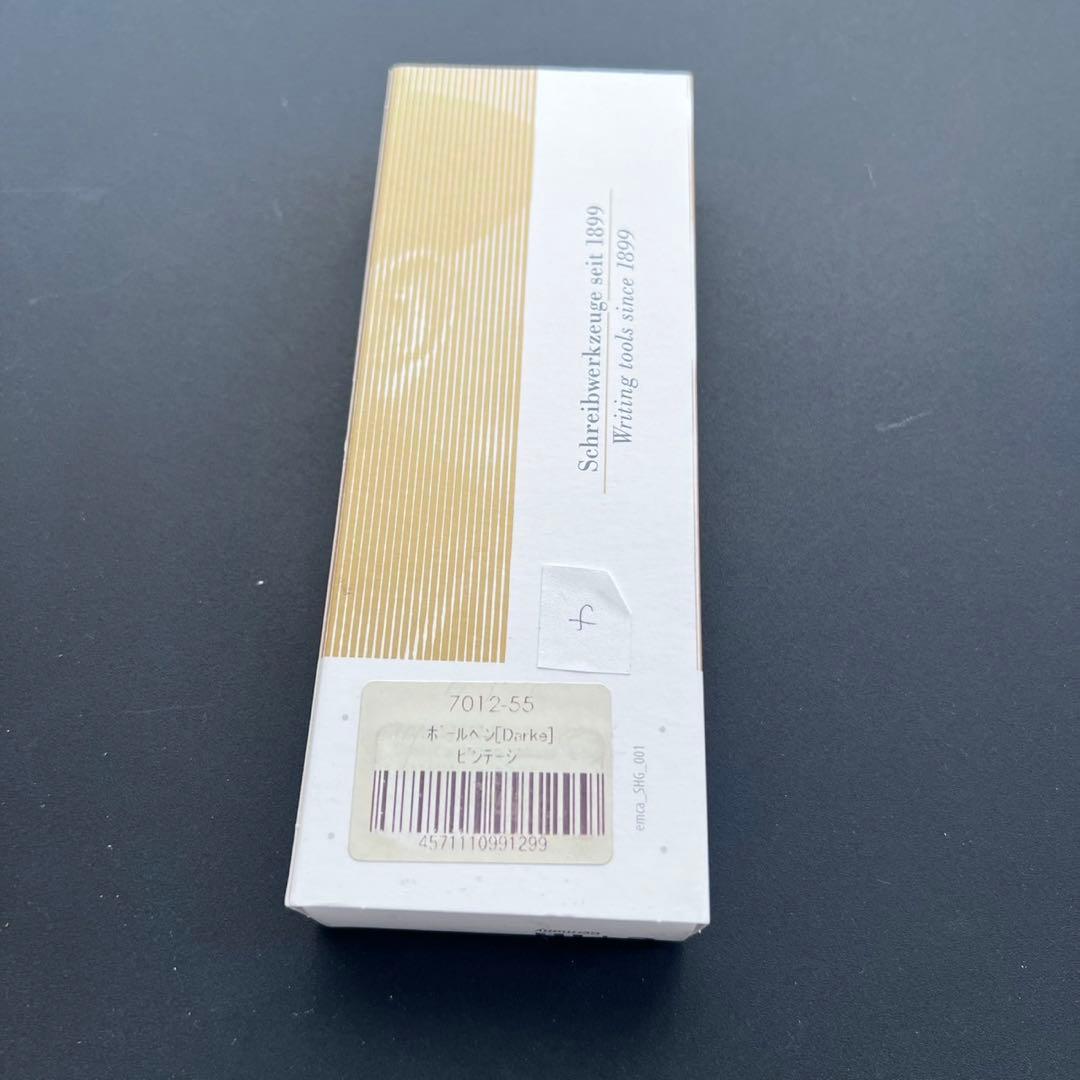 Schreibwerkzeuge seit 1899
Writing tools since 1899
7012-55
ボールペン[Darke]
ビンテージ
4571110991299
emca_SHG_001